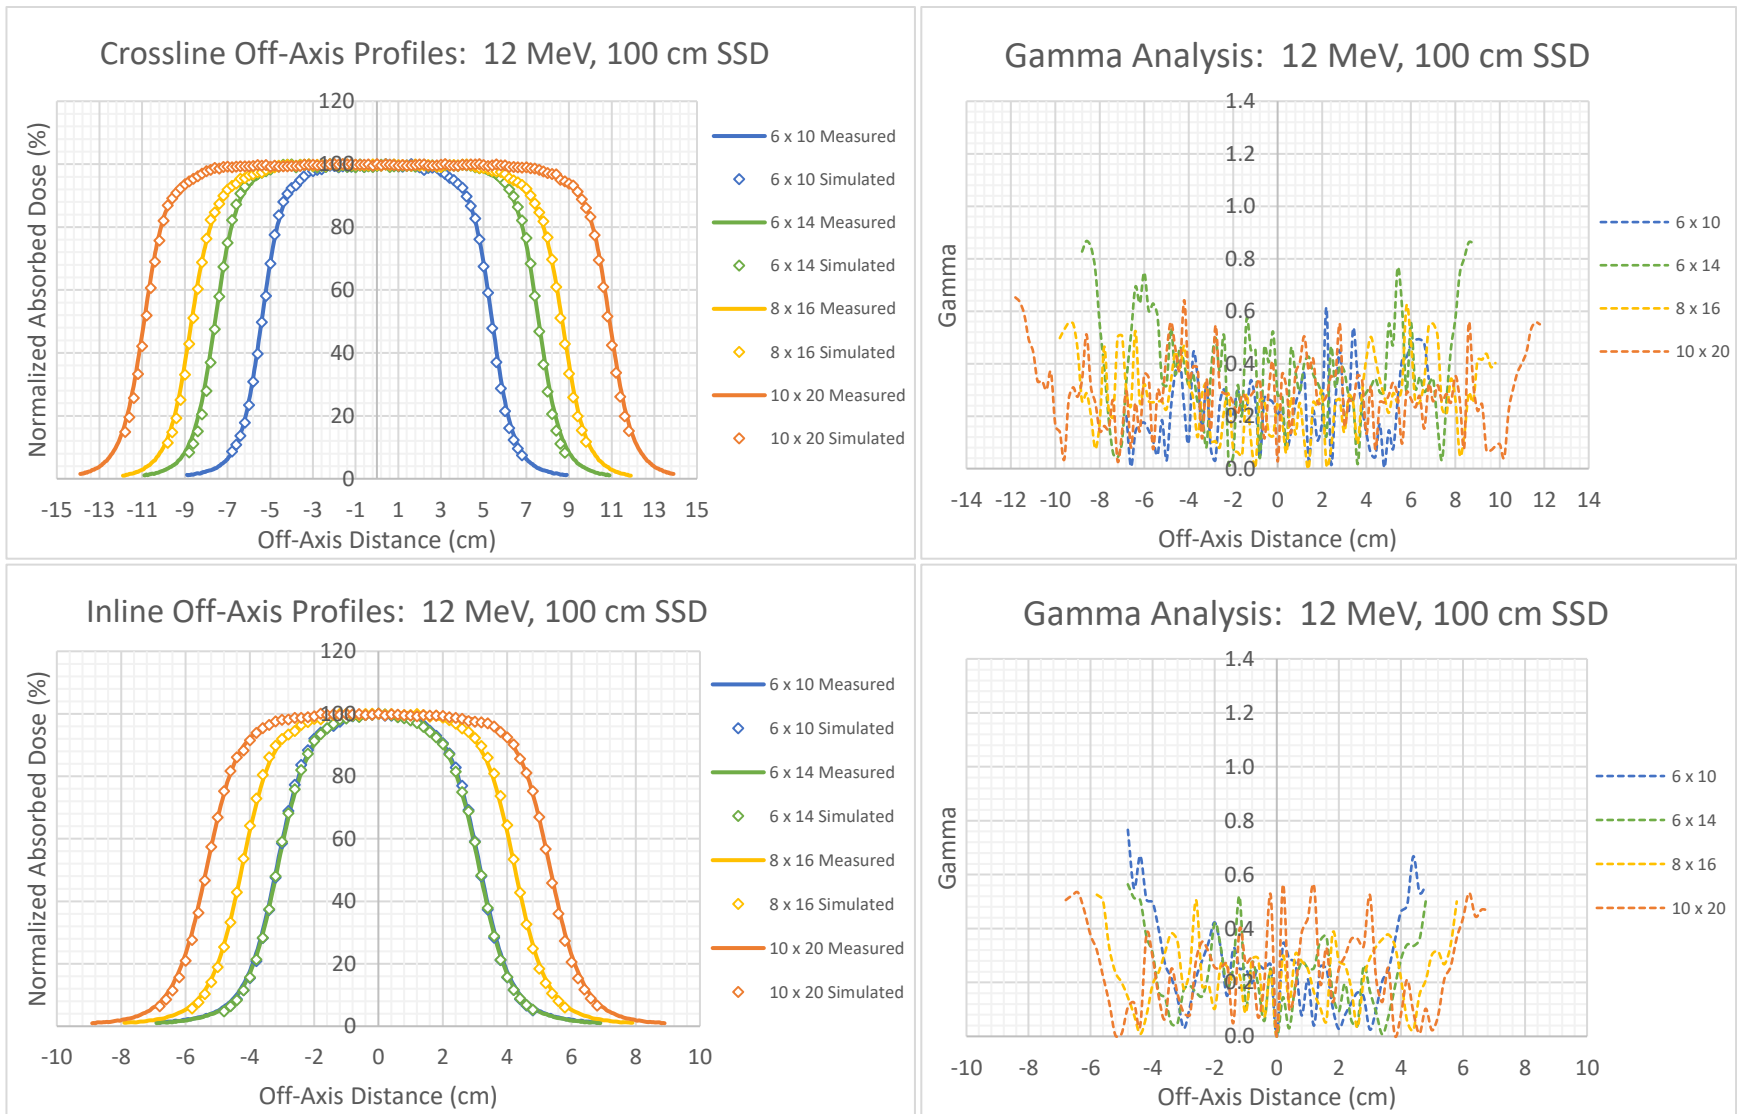 Crossline Off-Axis Profiles: 12 MeV, 100 cm SSD
Normalized Absorbed Dose (%)
120
100
80
60
40
20
0
-15 -13 -11 -9 -7 -5 -3 -1 1 3 5 7 9 11 13 15
Off-Axis Distance (cm)
6 x 10 Measured
6 x 10 Simulated
6 x 14 Measured
6 x 14 Simulated
8 x 16 Measured
8 x 16 Simulated
10 x 20 Measured
10 x 20 Simulated
Gamma Analysis: 12 MeV, 100 cm SSD
Gamma
1.4
1.2
1.0
0.8
0.6
0.4
0.2
0.0
-14 -12 -10 -8 -6 -4 -2 0 2 4 6 8 10 12 14
Off-Axis Distance (cm)
6 x 10
6 x 14
8 x 16
10 x 20
Inline Off-Axis Profiles: 12 MeV, 100 cm SSD
Normalized Absorbed Dose (%)
120
100
80
60
40
20
0
-10 -8 -6 -4 -2 0 2 4 6 8 10
Off-Axis Distance (cm)
6 x 10 Measured
6 x 10 Simulated
6 x 14 Measured
6 x 14 Simulated
8 x 16 Measured
8 x 16 Simulated
10 x 20 Measured
10 x 20 Simulated
Gamma Analysis: 12 MeV, 100 cm SSD
Gamma
1.4
1.2
1.0
0.8
0.6
0.4
0.2
0.0
-10 -8 -6 -4 -2 0 2 4 6 8 10
Off-Axis Distance (cm)
6 x 10
6 x 14
8 x 16
10 x 20